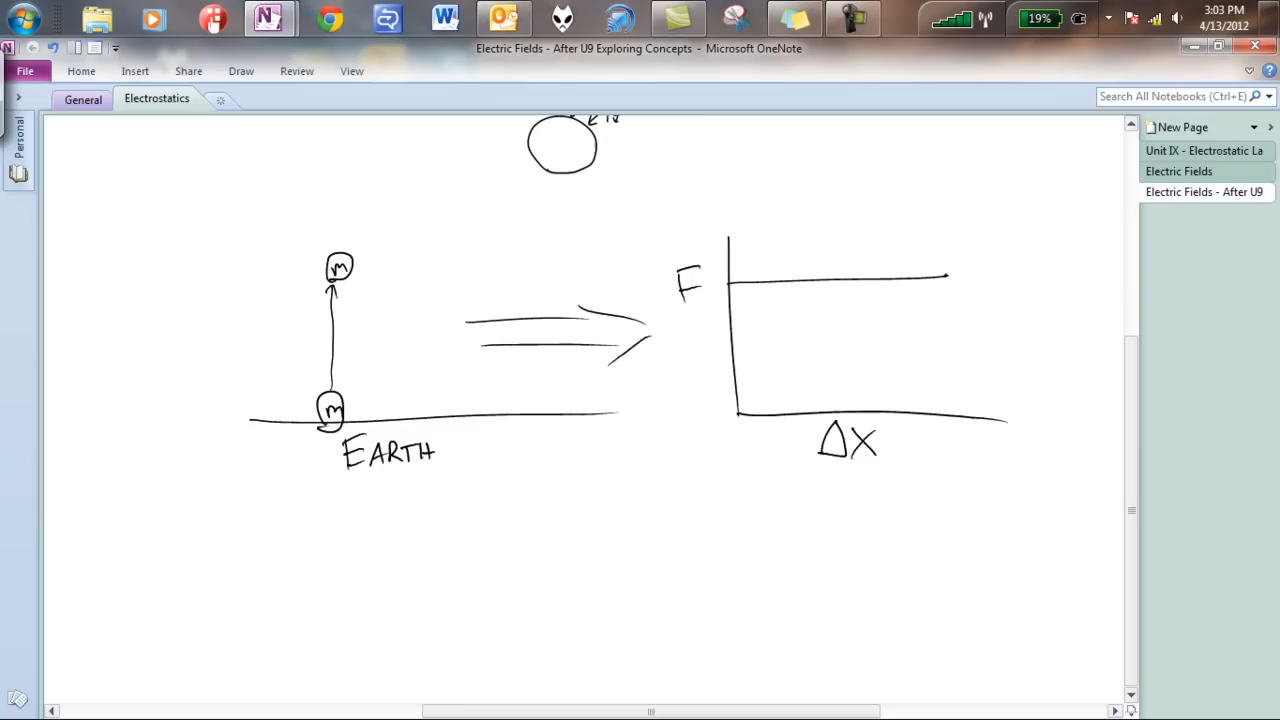 3:03 PM
19%
4/13/2012
Electric Fields - After U9 Exploring Concepts - Microsoft OneNote
File Home Insert Share Draw Review View
General Electrostatics
Search All Notebooks (Ctrl+E)
Personal
New Page
Unit IX - Electrostatic La
Electric Fields
Electric Fields - After U9
m
F
m
EARTH
ΔX